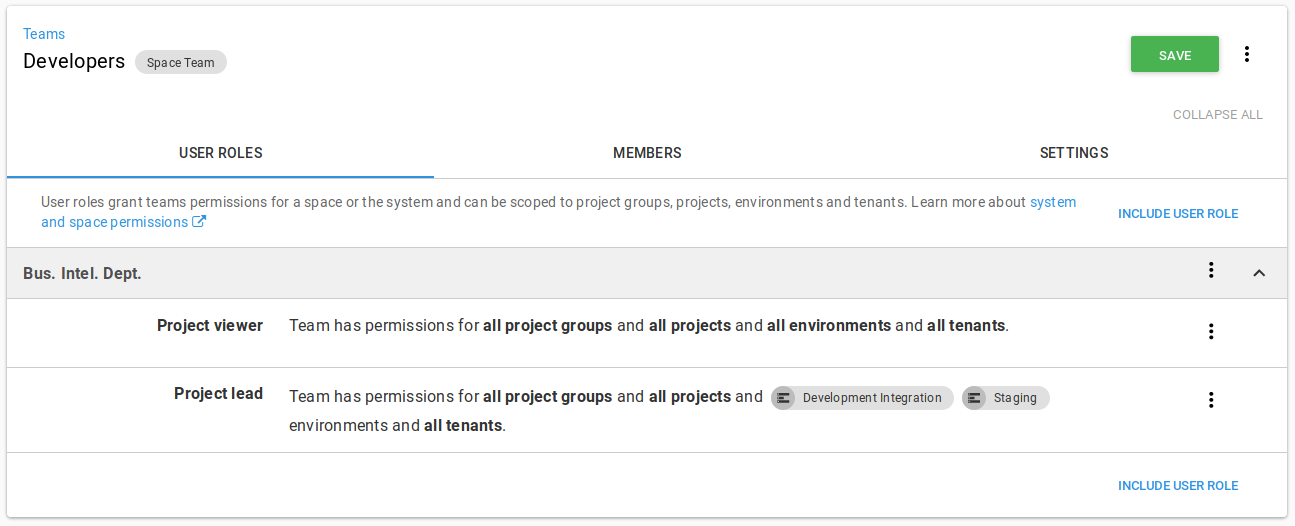 Teams
Developers Space Team
SAVE
COLLAPSE ALL
USER ROLES MEMBERS SETTINGS
User roles grant teams permissions for a space or the system and can be scoped to project groups, projects, environments and tenants. Learn more about system
and space permissions
INCLUDE USER ROLE
Bus. Intel. Dept.
Project viewer Team has permissions for all project groups and all projects and all environments and all tenants.
Project lead Team has permissions for all project groups and all projects and Development Integration Staging
environments and all tenants.
INCLUDE USER ROLE